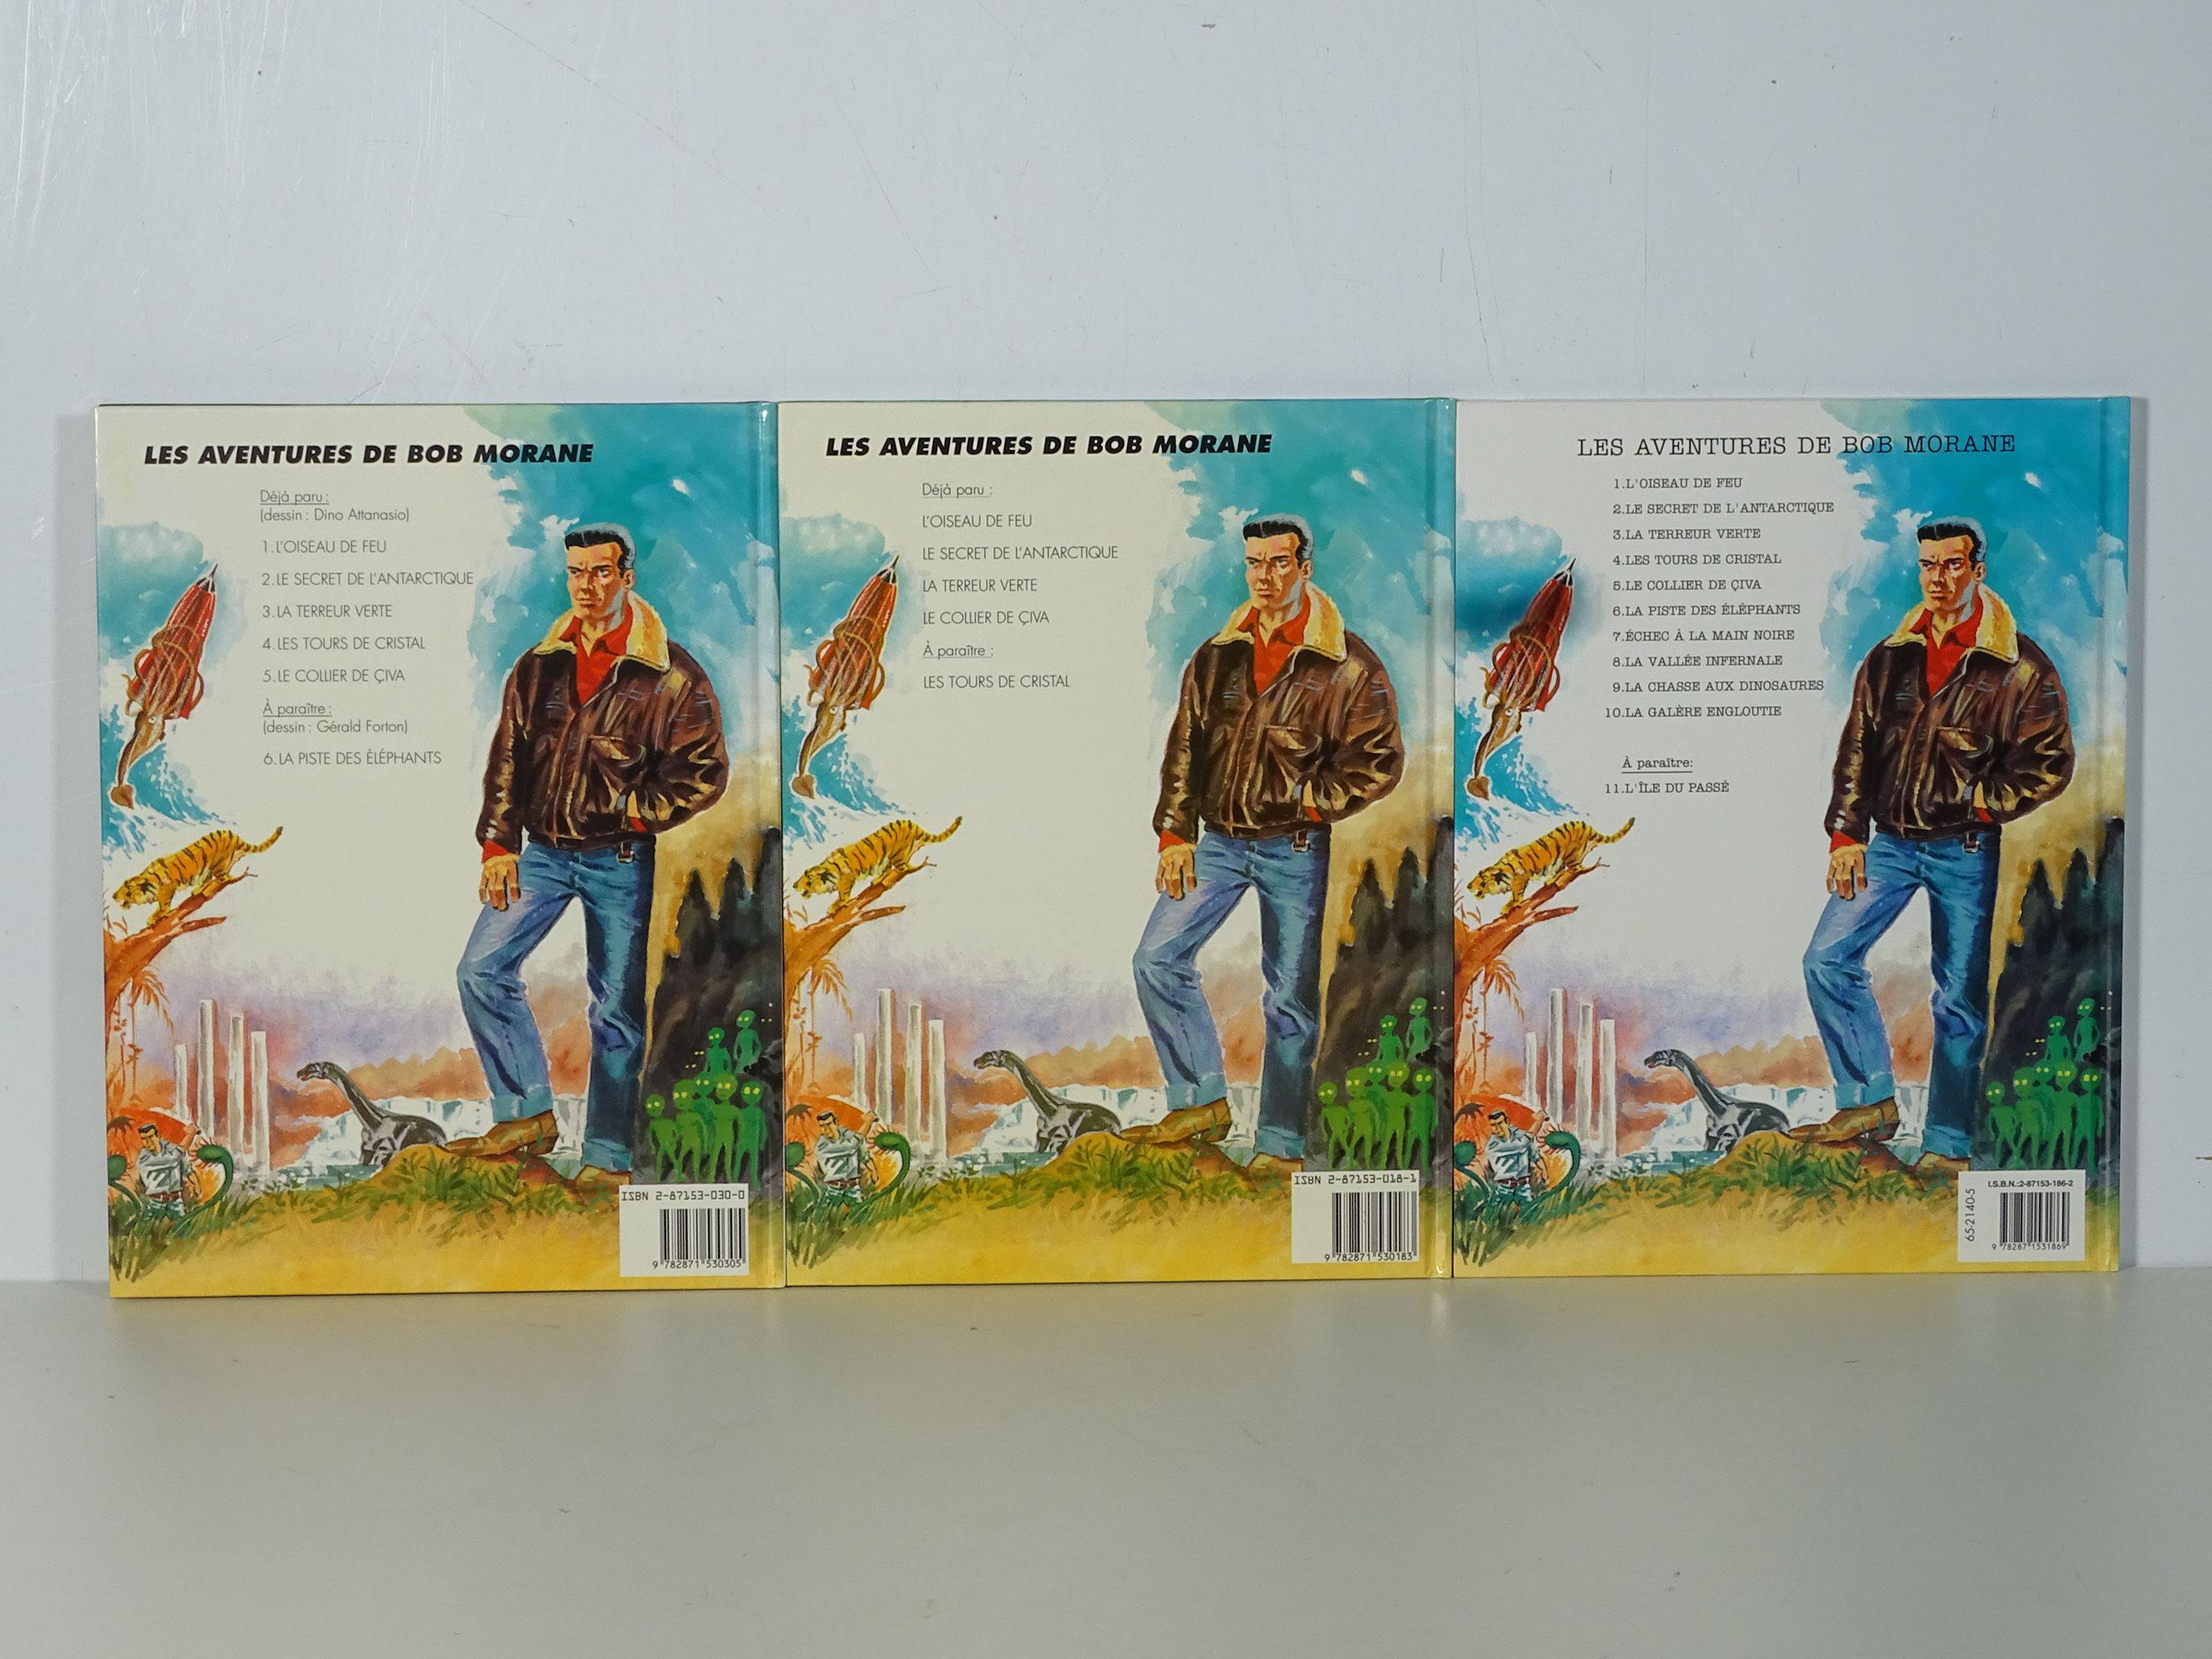 LES AVENTURES DE BOB MORANE
Déjà paru :
(dessin : Dino Attanasio)
1. L'OISEAU DE FEU
2. LE SECRET DE L'ANTARCTIQUE
3. LA TERREUR VERTE
4. LES TOURS DE CRISTAL
5. LE COLLIER DE ÇIVA
À paraître :
(dessin : Gérald Forton)
6. LA PISTE DES ÉLÉPHANTS
ISBN 2-87153-030-0
9 782871 530305
LES AVENTURES DE BOB MORANE
Déjà paru :
L'OISEAU DE FEU
LE SECRET DE L'ANTARCTIQUE
LA TERREUR VERTE
LE COLLIER DE ÇIVA
À paraître :
LES TOURS DE CRISTAL
ISBN 2-87153-018-1
9 782871 530183
LES AVENTURES DE BOB MORANE
1.L'OISEAU DE FEU
2.LE SECRET DE L'ANTARCTIQUE
3.LA TERREUR VERTE
4.LES TOURS DE CRISTAL
5.LE COLLIER DE ÇIVA
6.LA PISTE DES ÉLÉPHANTS
7.ÉCHEC À LA MAIN NOIRE
8.LA VALLÉE INFERNALE
9.LA CHASSE AUX DINOSAURES
10.LA GALÈRE ENGLOUTIE
À paraître:
11.L'ÎLE DU PASSÉ
65-2140-5
I.S.B.N.:2-87153-186-2
9 782871 531869